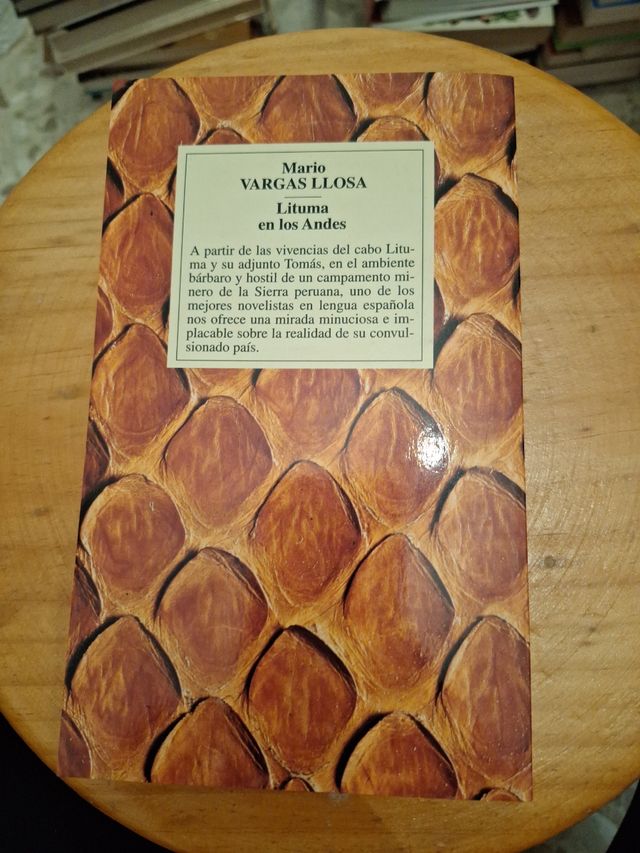 Mario
VARGAS LLOSA
Lituma
en los Andes
A partir de las vivencias del cabo Litu-
ma y su adjunto Tomás, en el ambiente
bárbaro y hostil de un campamento mi-
nero de la Sierra peruana, uno de los
mejores novelistas en lengua española
nos ofrece una mirada minuciosa e im-
placable sobre la realidad de su convul-
sionado país.